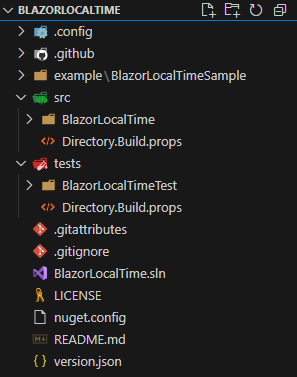 BLAZORLOCALTIME
.config
.github
example\BlazorLocalTimeSample
src
BlazorLocalTime
Directory.Build.props
tests
BlazorLocalTimeTest
Directory.Build.props
.gitattributes
.gitignore
BlazorLocalTime.sln
LICENSE
nuget.config
README.md
version.json